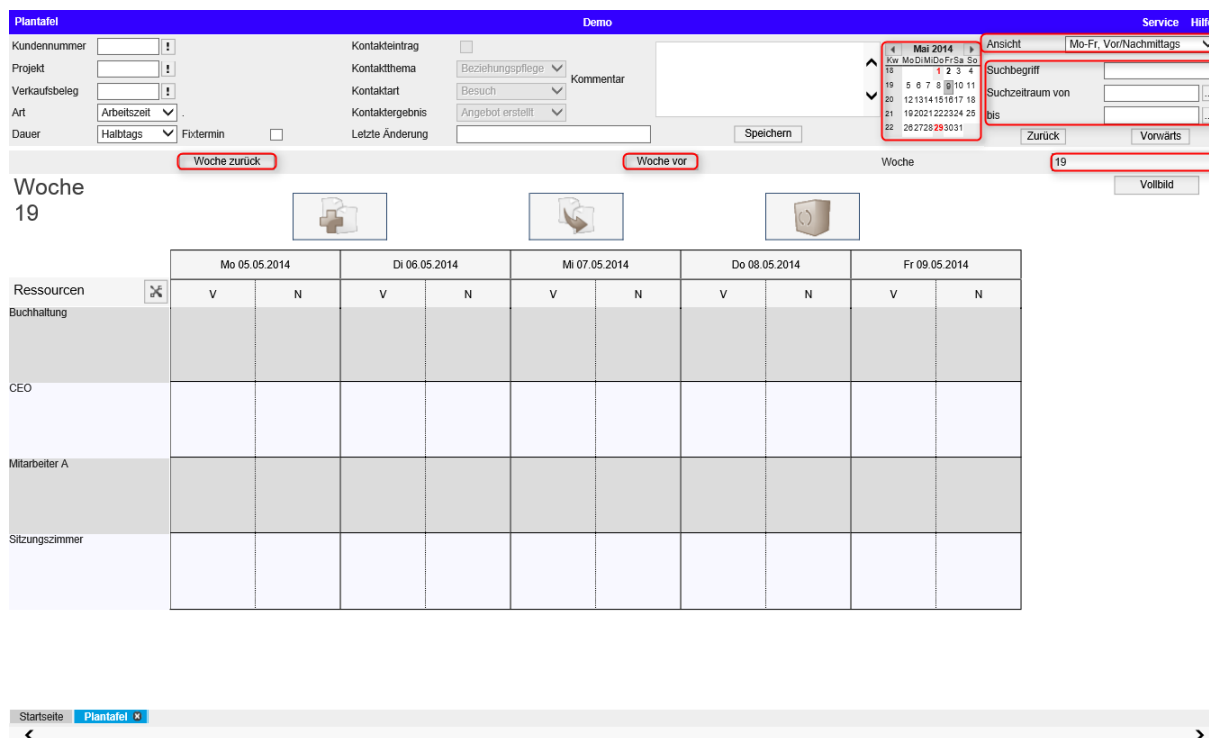 Plantafel Demo Service Hilfe
Kundennummer ! Kontakteintrag Ansicht Mo-Fr, Vor/Nachmittags
Projekt ! Kontaktthema Beziehungspflege Kommentar Suchbegriff
Verkaufsbeleg ! Kontaktart Besuch Suchzeitraum von ...
Art Arbeitszeit . Kontaktergebnis Angebot erstellt bis ...
Dauer Halbtags Fixtermin Letzte Änderung Speichern Zurück Vorwärts
Mai 2014
Kw Mo Di Mi Do Fr Sa So
18 1 2 3 4
19 5 6 7 8 9 10 11
20 12 13 14 15 16 17 18
21 19 20 21 22 23 24 25
22 26 27 28 29 30 31
Woche zurück Woche vor Woche 19
Woche
19
Vollbild
Mo 05.05.2014 Di 06.05.2014 Mi 07.05.2014 Do 08.05.2014 Fr 09.05.2014
Ressourcen V N V N V N V N V N
Buchhaltung
CEO
Mitarbeiter A
Sitzungszimmer
Startseite Plantafel